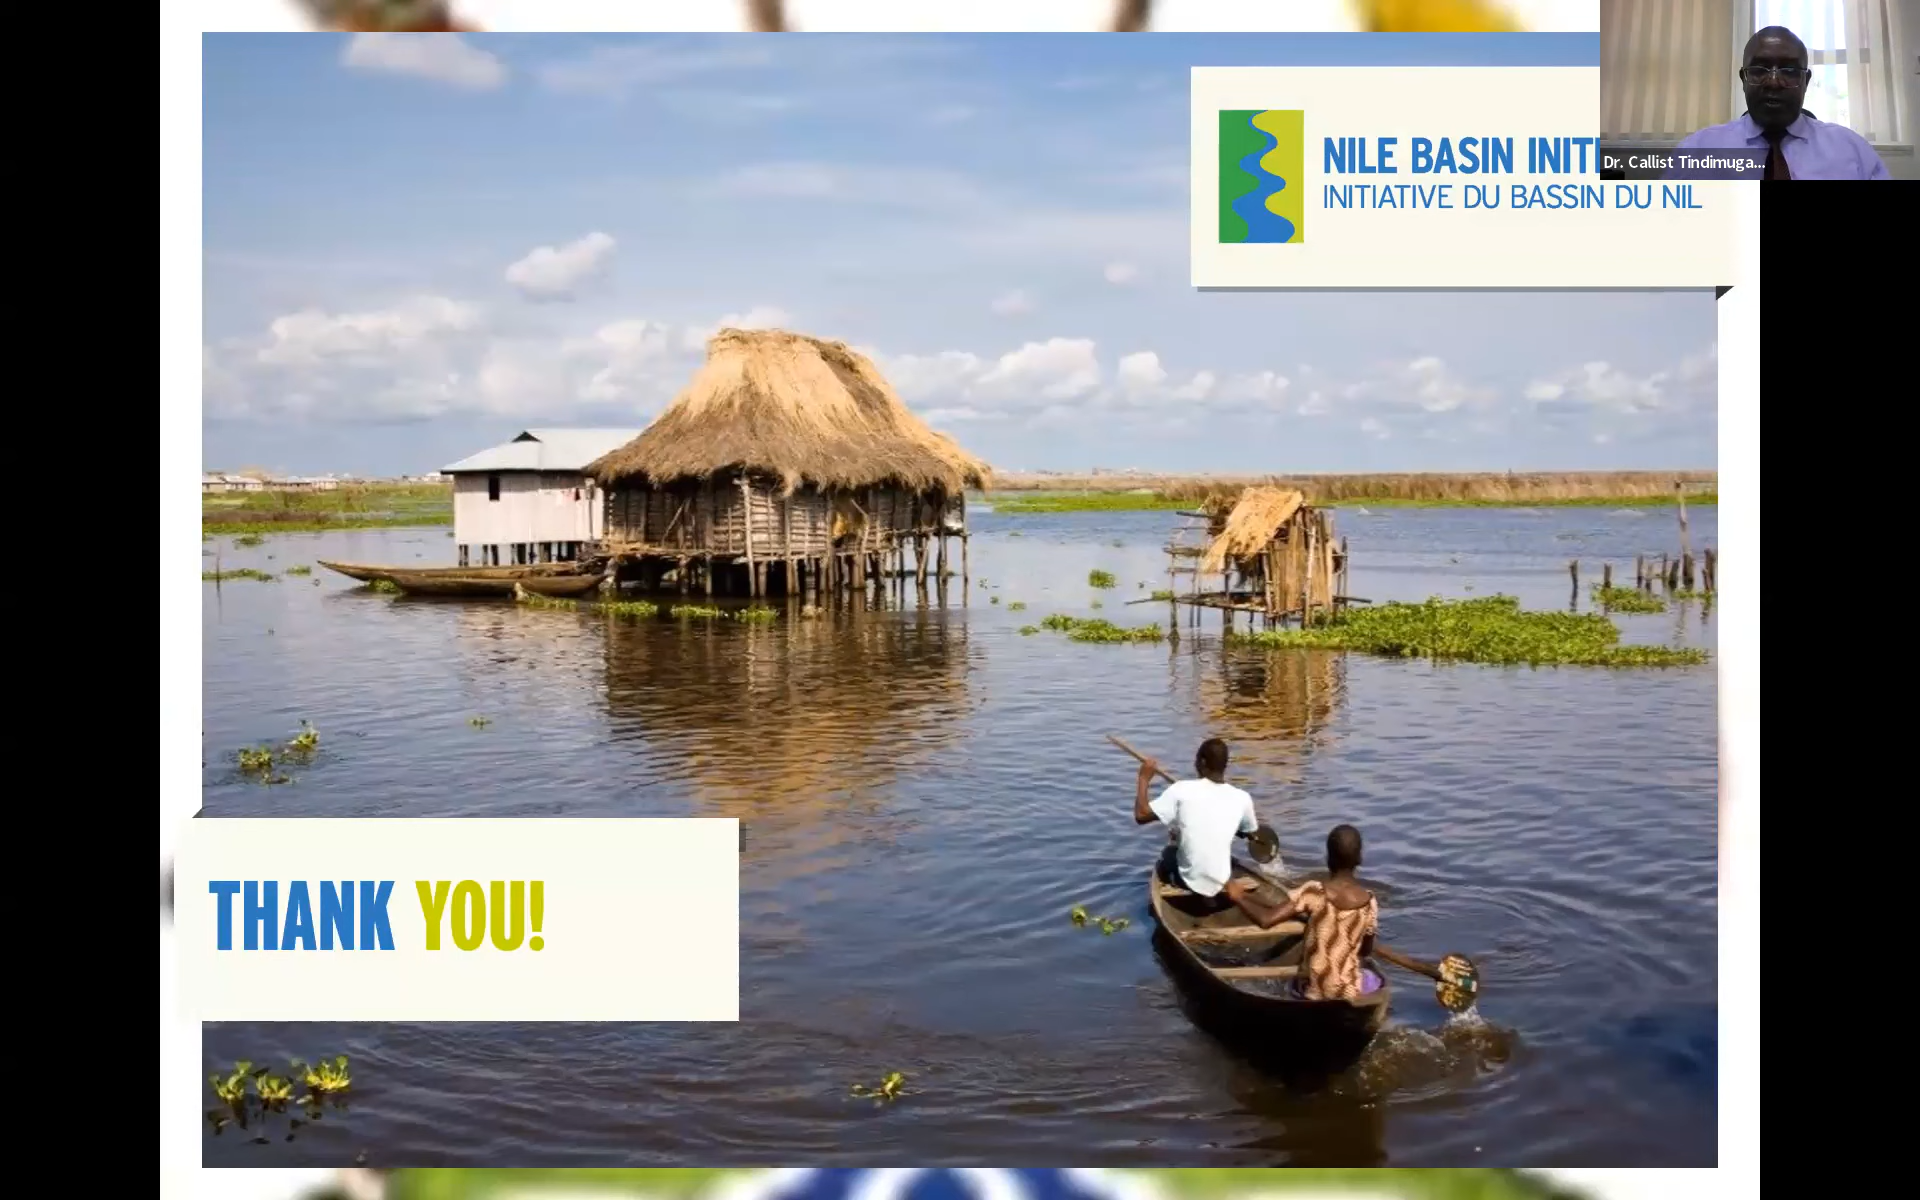 NILE BASIN INITI
Dr. Callist Tindimuga...
INITIATIVE DU BASSIN DU NIL
THANK YOU!